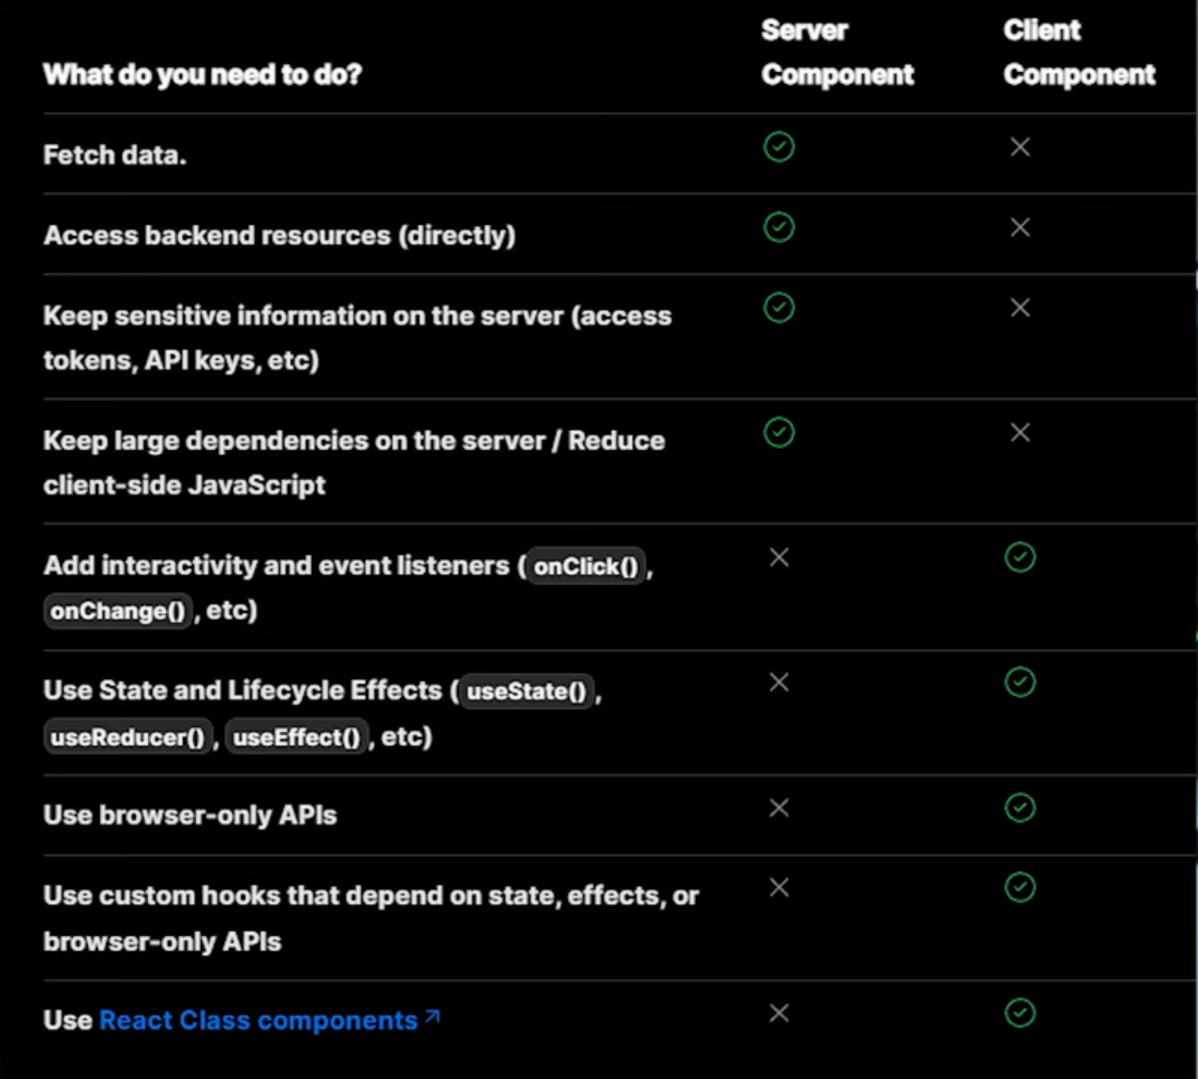 Server Client
What do you need to do? Component Component
Fetch data.
Access backend resources (directly)
Keep sensitive information on the server (access
tokens, API keys, etc)
Keep large dependencies on the server / Reduce
client-side JavaScript
Add interactivity and event listeners ( onClick() ,
onChange() , etc)
Use State and Lifecycle Effects ( useState() ,
useReducer() , useEffect() , etc)
Use browser-only APIs
Use custom hooks that depend on state, effects, or
browser-only APIs
Use React Class components ↗